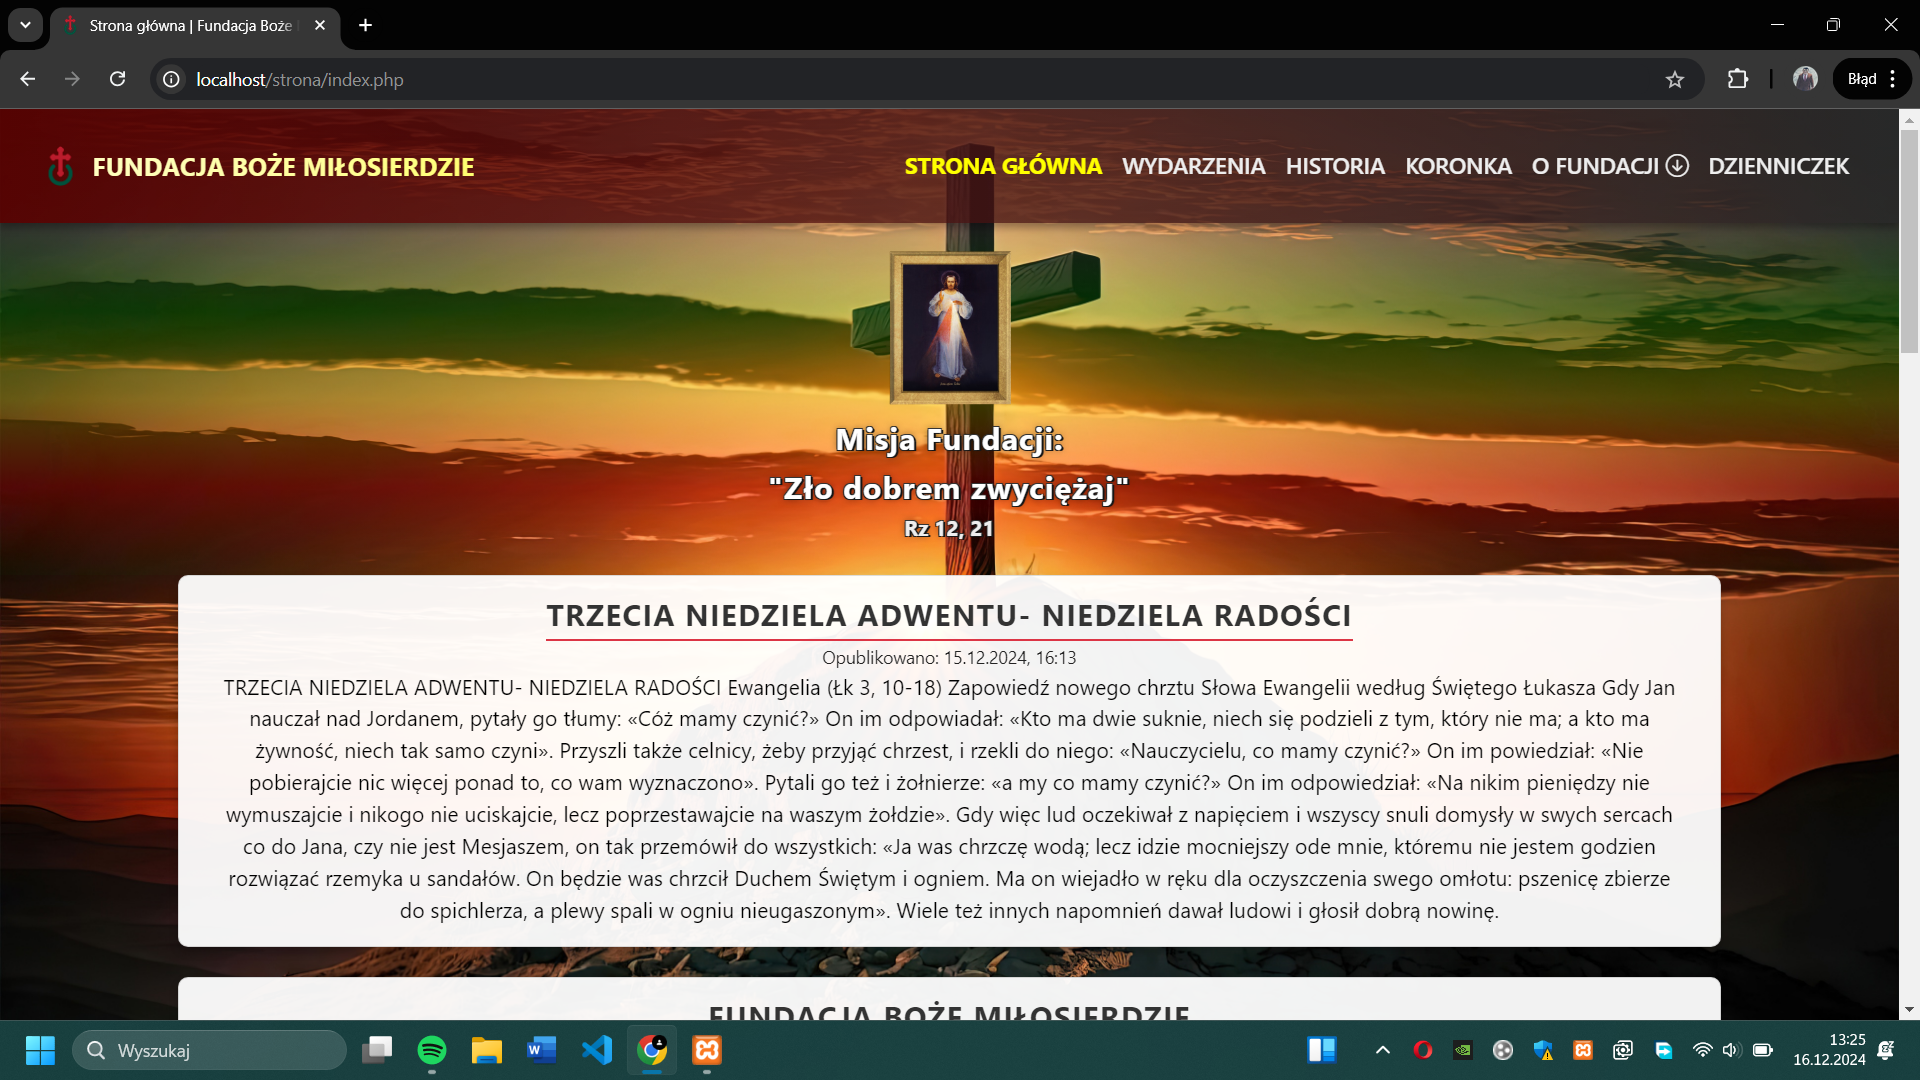 Strona główna | Fundacja Boże
localhost/strona/index.php
Błąd
FUNDACJA BOŻE MIŁOSIERDZIE
STRONA GŁÓWNA WYDARZENIA HISTORIA KORONKA O FUNDACJI DZIENNICZEK
Misja Fundacji:
"Zło dobrem zwyciężaj"
Rz 12, 21
TRZECIA NIEDZIELA ADWENTU- NIEDZIELA RADOŚCI
Opublikowano: 15.12.2024, 16:13
TRZECIA NIEDZIELA ADWENTU- NIEDZIELA RADOŚCI Ewangelia (Łk 3, 10-18) Zapowiedź nowego chrztu Słowa Ewangelii według Świętego Łukasza Gdy Jan
nauczał nad Jordanem, pytały go tłumy: «Cóż mamy czynić?» On im odpowiadał: «Kto ma dwie suknie, niech się podzieli z tym, który nie ma; a kto ma
żywność, niech tak samo czyni». Przyszli także celnicy, żeby przyjąć chrzest, i rzekli do niego: «Nauczycielu, co mamy czynić?» On im powiedział: «Nie
pobierajcie nic więcej ponad to, co wam wyznaczono». Pytali go też i żołnierze: «a my co mamy czynić?» On im odpowiedział: «Na nikim pieniędzy nie
wymuszajcie i nikogo nie uciskajcie, lecz poprzestawajcie na waszym żołdzie». Gdy więc lud oczekiwał z napięciem i wszyscy snuli domysły w swych sercach
co do Jana, czy nie jest Mesjaszem, on tak przemówił do wszystkich: «Ja was chrzczę wodą; lecz idzie mocniejszy ode mnie, któremu nie jestem godzien
rozwiązać rzemyka u sandałów. On będzie was chrzcił Duchem Świętym i ogniem. Ma on wiejadło w ręku dla oczyszczenia swego omłotu: pszenicę zbierze
do spichlerza, a plewy spali w ogniu nieugaszonym». Wiele też innych napomnień dawał ludowi i głosił dobrą nowinę.
FUNDACJA BOŻE MIŁOSIERDZIE
Wyszukaj
13:25
16.12.2024